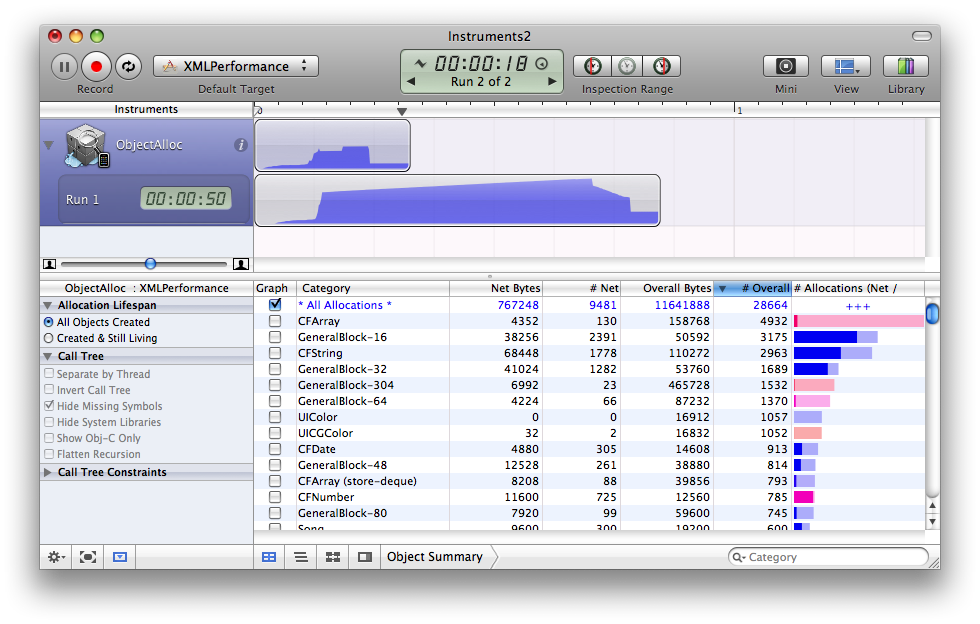 Instruments2
XMLPerformance
00:00:18
Run 2 of 2
Record
Default Target
Inspection Range
Mini
View
Library
Instruments
0
1
ObjectAlloc
Run 1
00:00:50
ObjectAlloc : XMLPerformance
Allocation Lifespan
All Objects Created
Created & Still Living
Call Tree
Separate by Thread
Invert Call Tree
Hide Missing Symbols
Hide System Libraries
Show Obj-C Only
Flatten Recursion
Call Tree Constraints
Graph Category Net Bytes # Net Overall Bytes # Overall # Allocations (Net /
* All Allocations * 767248 9481 11641888 28664 +++
CFArray 4352 130 158768 4932
GeneralBlock-16 38256 2391 50592 3175
CFString 68448 1778 110272 2963
GeneralBlock-32 41024 1282 53760 1689
GeneralBlock-304 6992 23 465728 1532
GeneralBlock-64 4224 66 87232 1370
UIColor 0 0 16912 1057
UICGColor 32 2 16832 1052
CFDate 4880 305 14608 913
GeneralBlock-48 12528 261 38880 814
CFArray (store-deque) 8208 88 39856 793
CFNumber 11600 725 12560 785
GeneralBlock-80 7920 99 59600 745
Song 9600 300 19200 600
Object Summary
Category